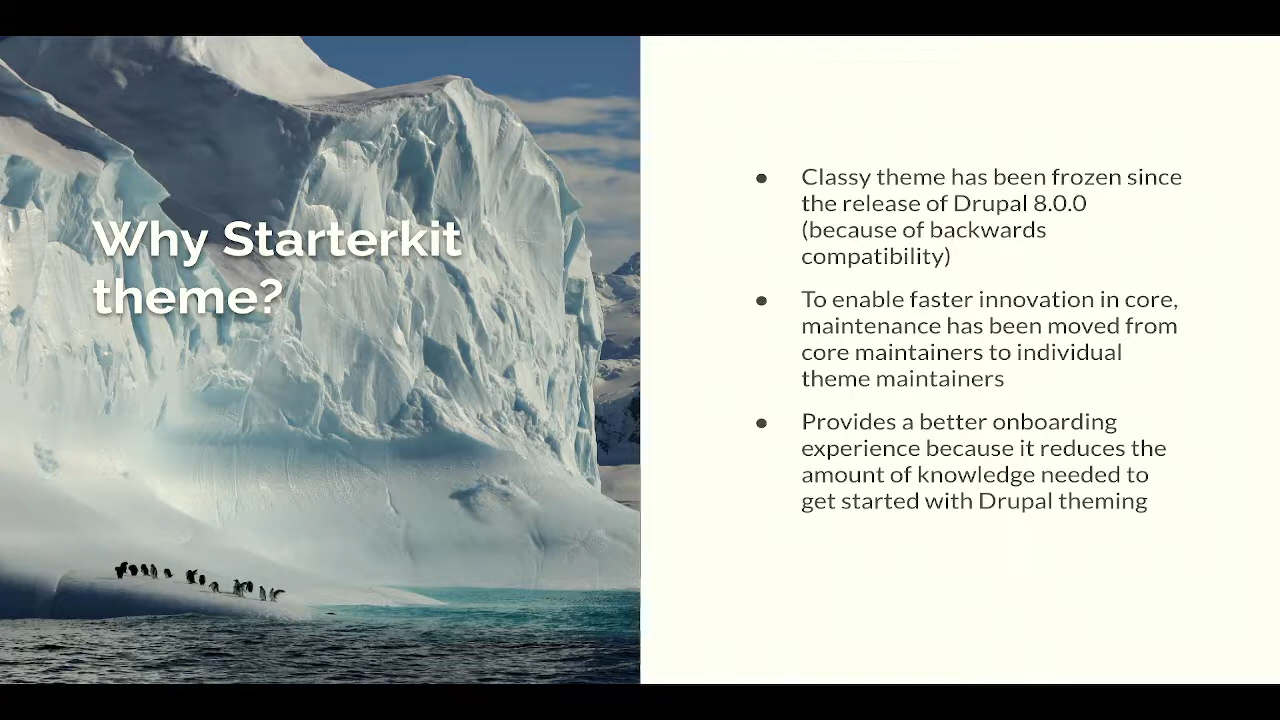 Why Starterkit
theme?
● Classy theme has been frozen since
the release of Drupal 8.0.0
(because of backwards
compatibility)
● To enable faster innovation in core,
maintenance has been moved from
core maintainers to individual
theme maintainers
● Provides a better onboarding
experience because it reduces the
amount of knowledge needed to
get started with Drupal theming